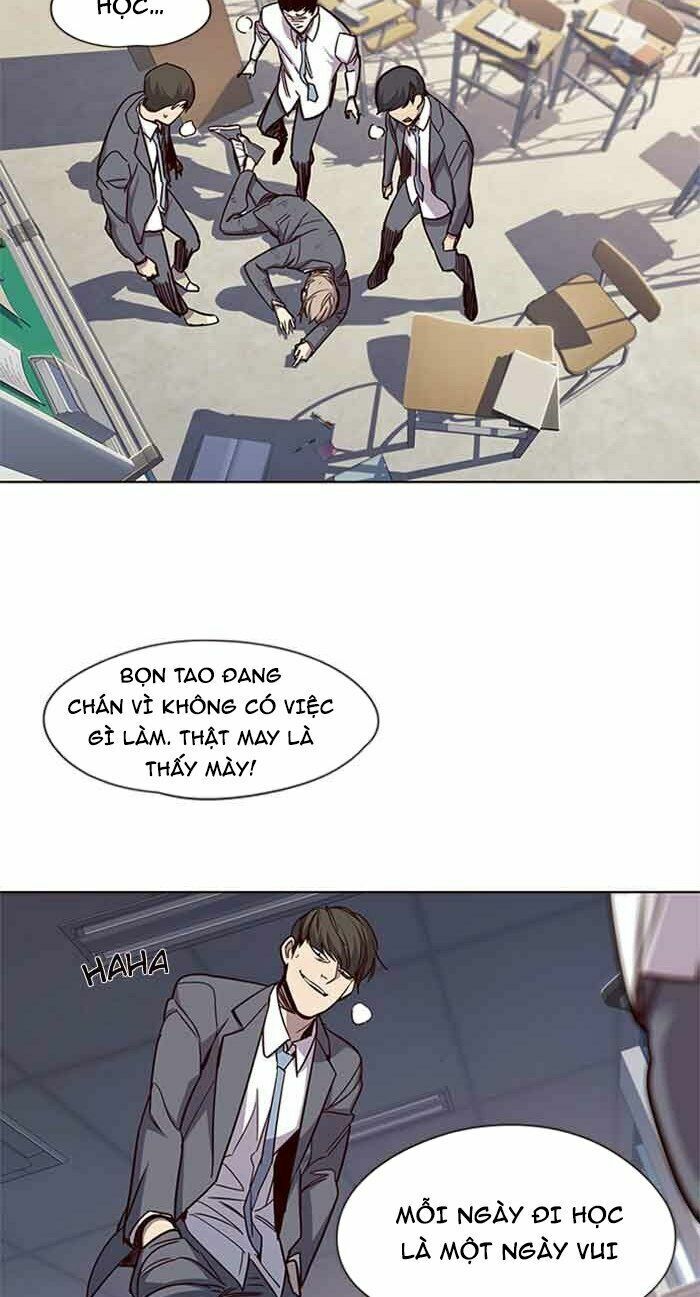 HỌC...
BỌN TAO ĐANG
CHÁN VÌ KHÔNG CÓ VIỆC
GÌ LÀM. THẬT MAY LÀ
THẤY MÀY!
HAHA
MỖI NGÀY ĐI HỌC
LÀ MỘT NGÀY VUI